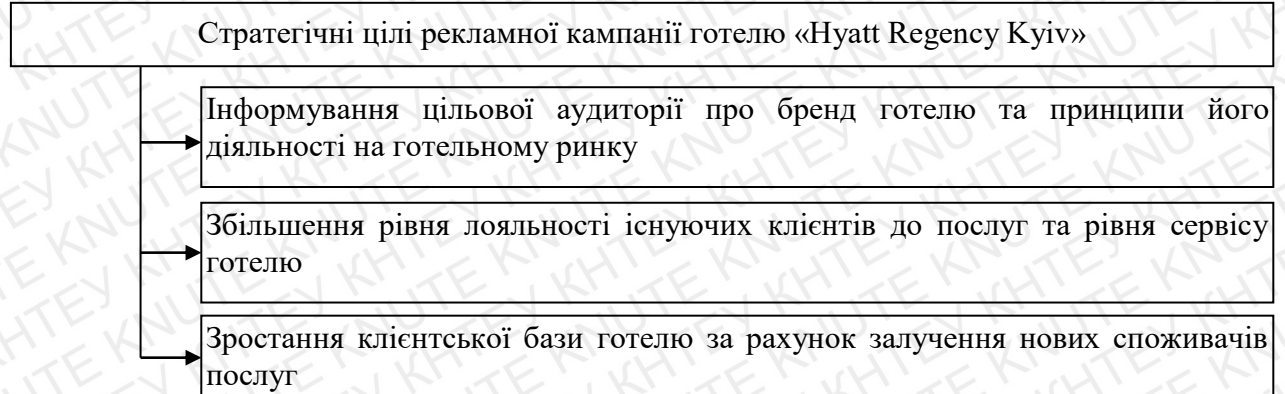 Стратегічні цілі рекламної кампанії готелю «Hyatt Regency Kyiv»
Інформування цільової аудиторії про бренд готелю та принципи його
діяльності на готельному ринку
Збільшення рівня лояльності існуючих клієнтів до послуг та рівня сервісу
готелю
Зростання клієнтської бази готелю за рахунок залучення нових споживачів
послуг